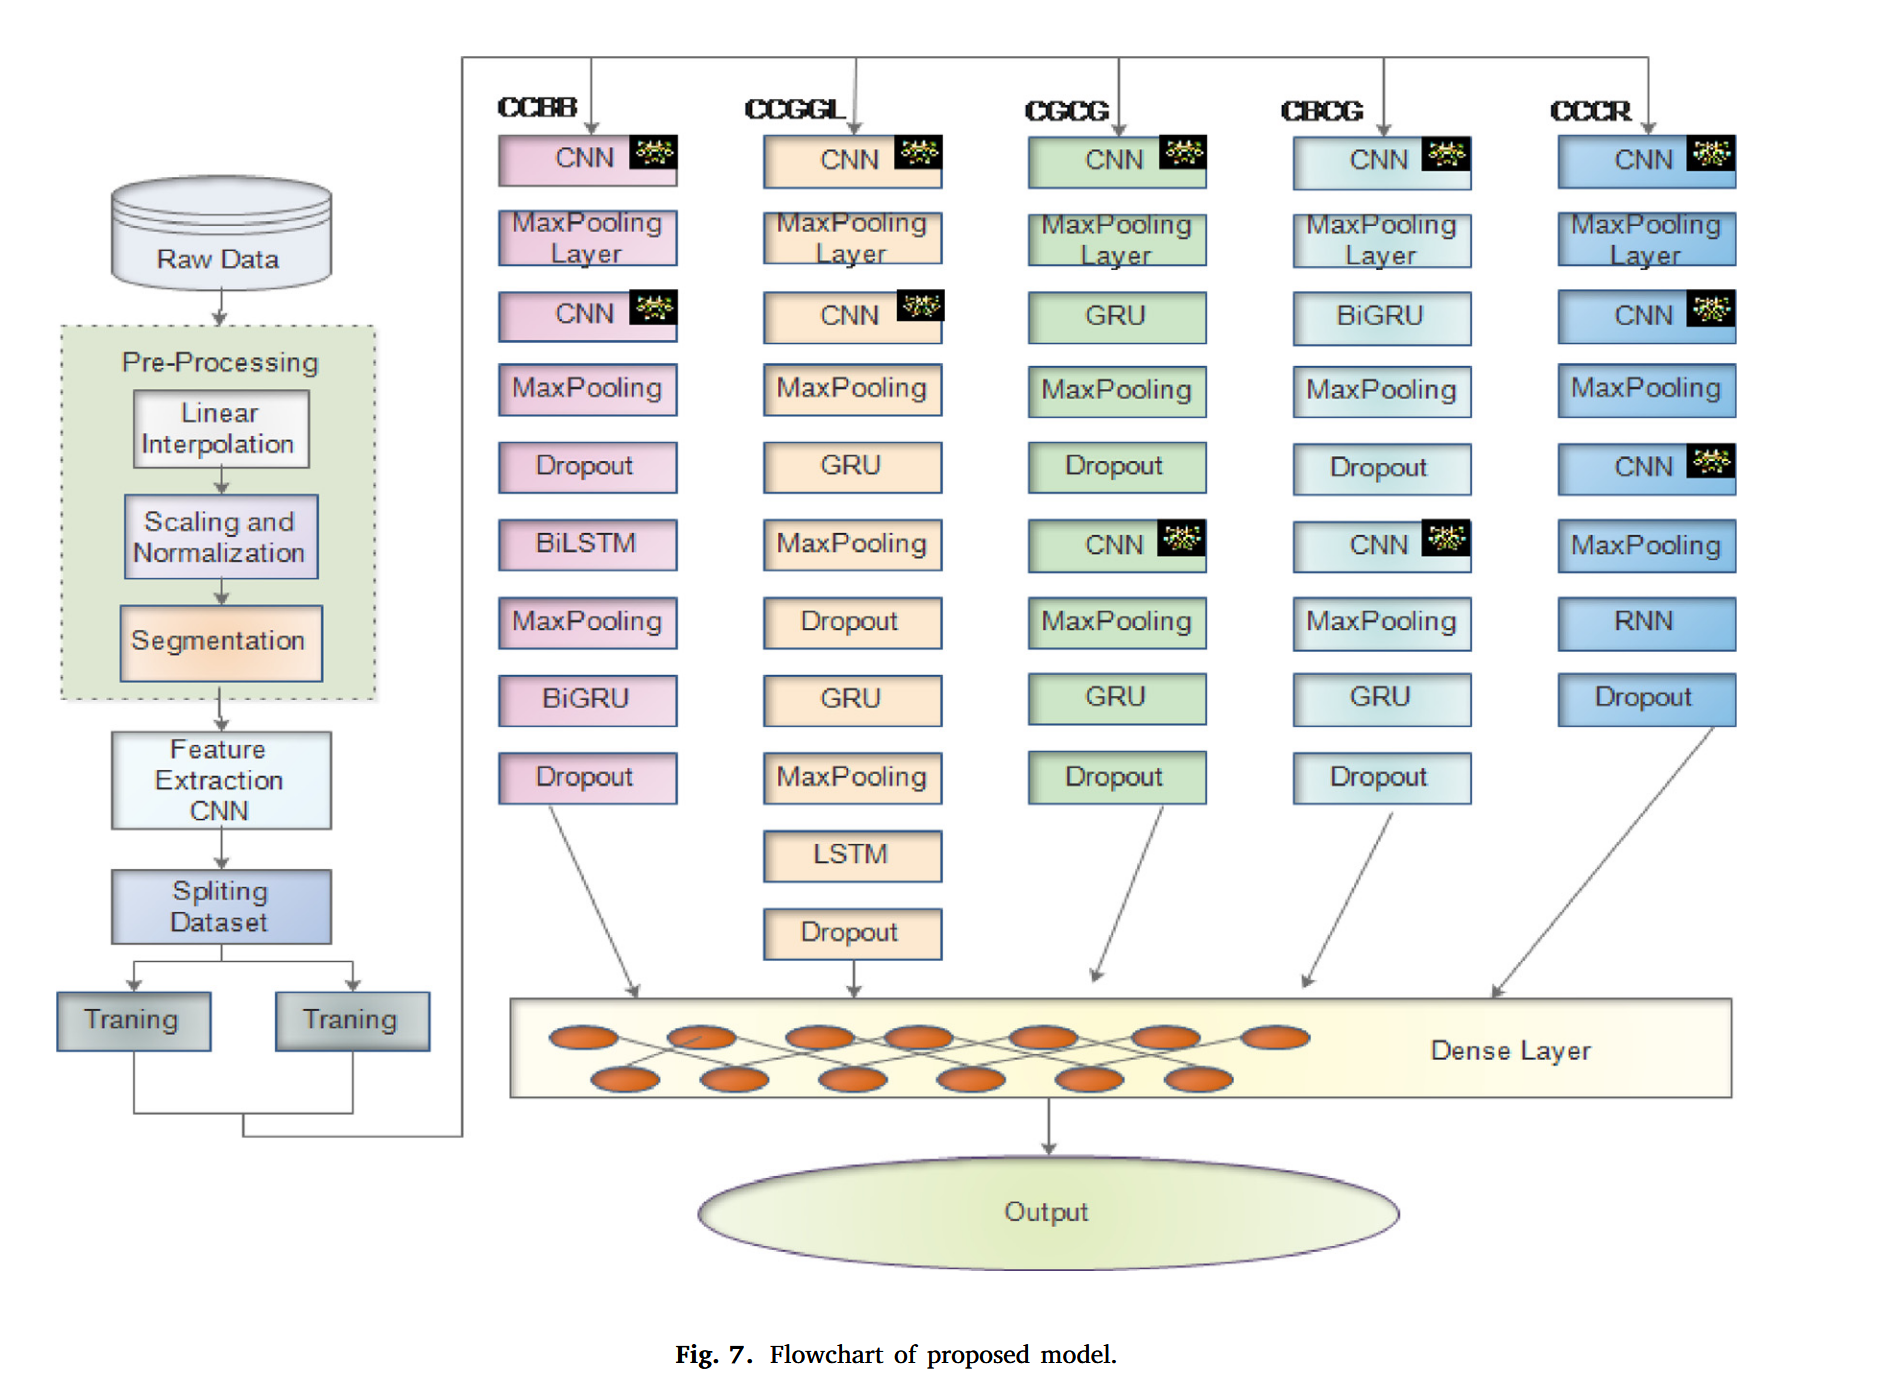 Raw Data
Pre-Processing
Linear
Interpolation
Scaling and
Normalization
Segmentation
Feature
Extraction
CNN
Spliting
Dataset
Traning
Traning
CCBB
CNN
MaxPooling
Layer
CNN
MaxPooling
Dropout
BiLSTM
MaxPooling
BiGRU
Dropout
CCGGL
CNN
MaxPooling
Layer
CNN
MaxPooling
GRU
MaxPooling
Dropout
GRU
MaxPooling
LSTM
Dropout
CGCG
CNN
MaxPooling
Layer
GRU
MaxPooling
Dropout
CNN
MaxPooling
GRU
Dropout
CBCG
CNN
MaxPooling
Layer
BiGRU
MaxPooling
Dropout
CNN
MaxPooling
GRU
Dropout
CCCR
CNN
MaxPooling
Layer
CNN
MaxPooling
CNN
MaxPooling
RNN
Dropout
Dense Layer
Output
Fig. 7. Flowchart of proposed model.